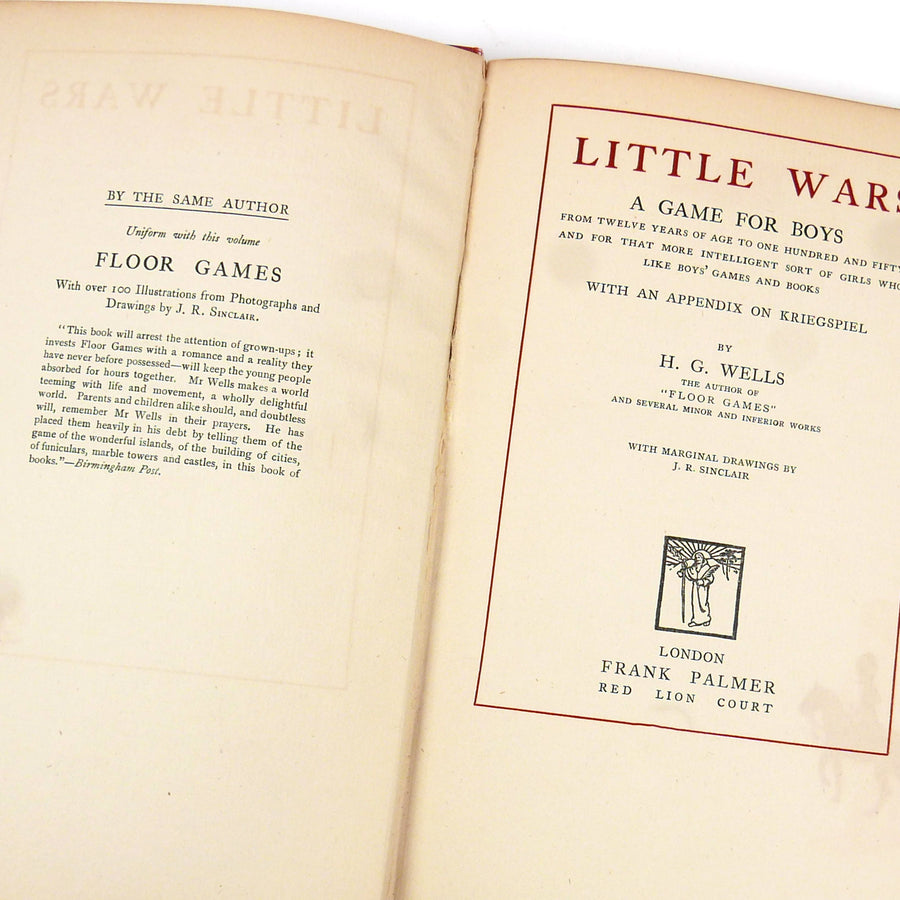 BY THE SAME AUTHOR
Uniform with this volume
FLOOR GAMES
With over 100 Illustrations from Photographs and
Drawings by J. R. SINCLAIR.
"This book will arrest the attention of grown-ups; it
invests Floor Games with a romance and a reality they
have never before possessed—will keep the young people
absorbed for hours together. Mr Wells makes a world
teeming with life and movement, a wholly delightful
world. Parents and children alike should, and doubtless
will, remember Mr Wells in their prayers. He has
placed them heavily in his debt by telling them of the
game of the wonderful islands, of the building of cities,
of funiculars, marble towers and castles, in this book of
books."—Birmingham Post.
LITTLE WARS
A GAME FOR BOYS
FROM TWELVE YEARS OF AGE TO ONE HUNDRED AND FIFTY
AND FOR THAT MORE INTELLIGENT SORT OF GIRLS WHO
LIKE BOYS' GAMES AND BOOKS
WITH AN APPENDIX ON KRIEGSPIEL
BY
H. G. WELLS
THE AUTHOR OF
"FLOOR GAMES"
AND SEVERAL MINOR AND INFERIOR WORKS
WITH MARGINAL DRAWINGS BY
J. R. SINCLAIR
LONDON
FRANK PALMER
RED LION COURT